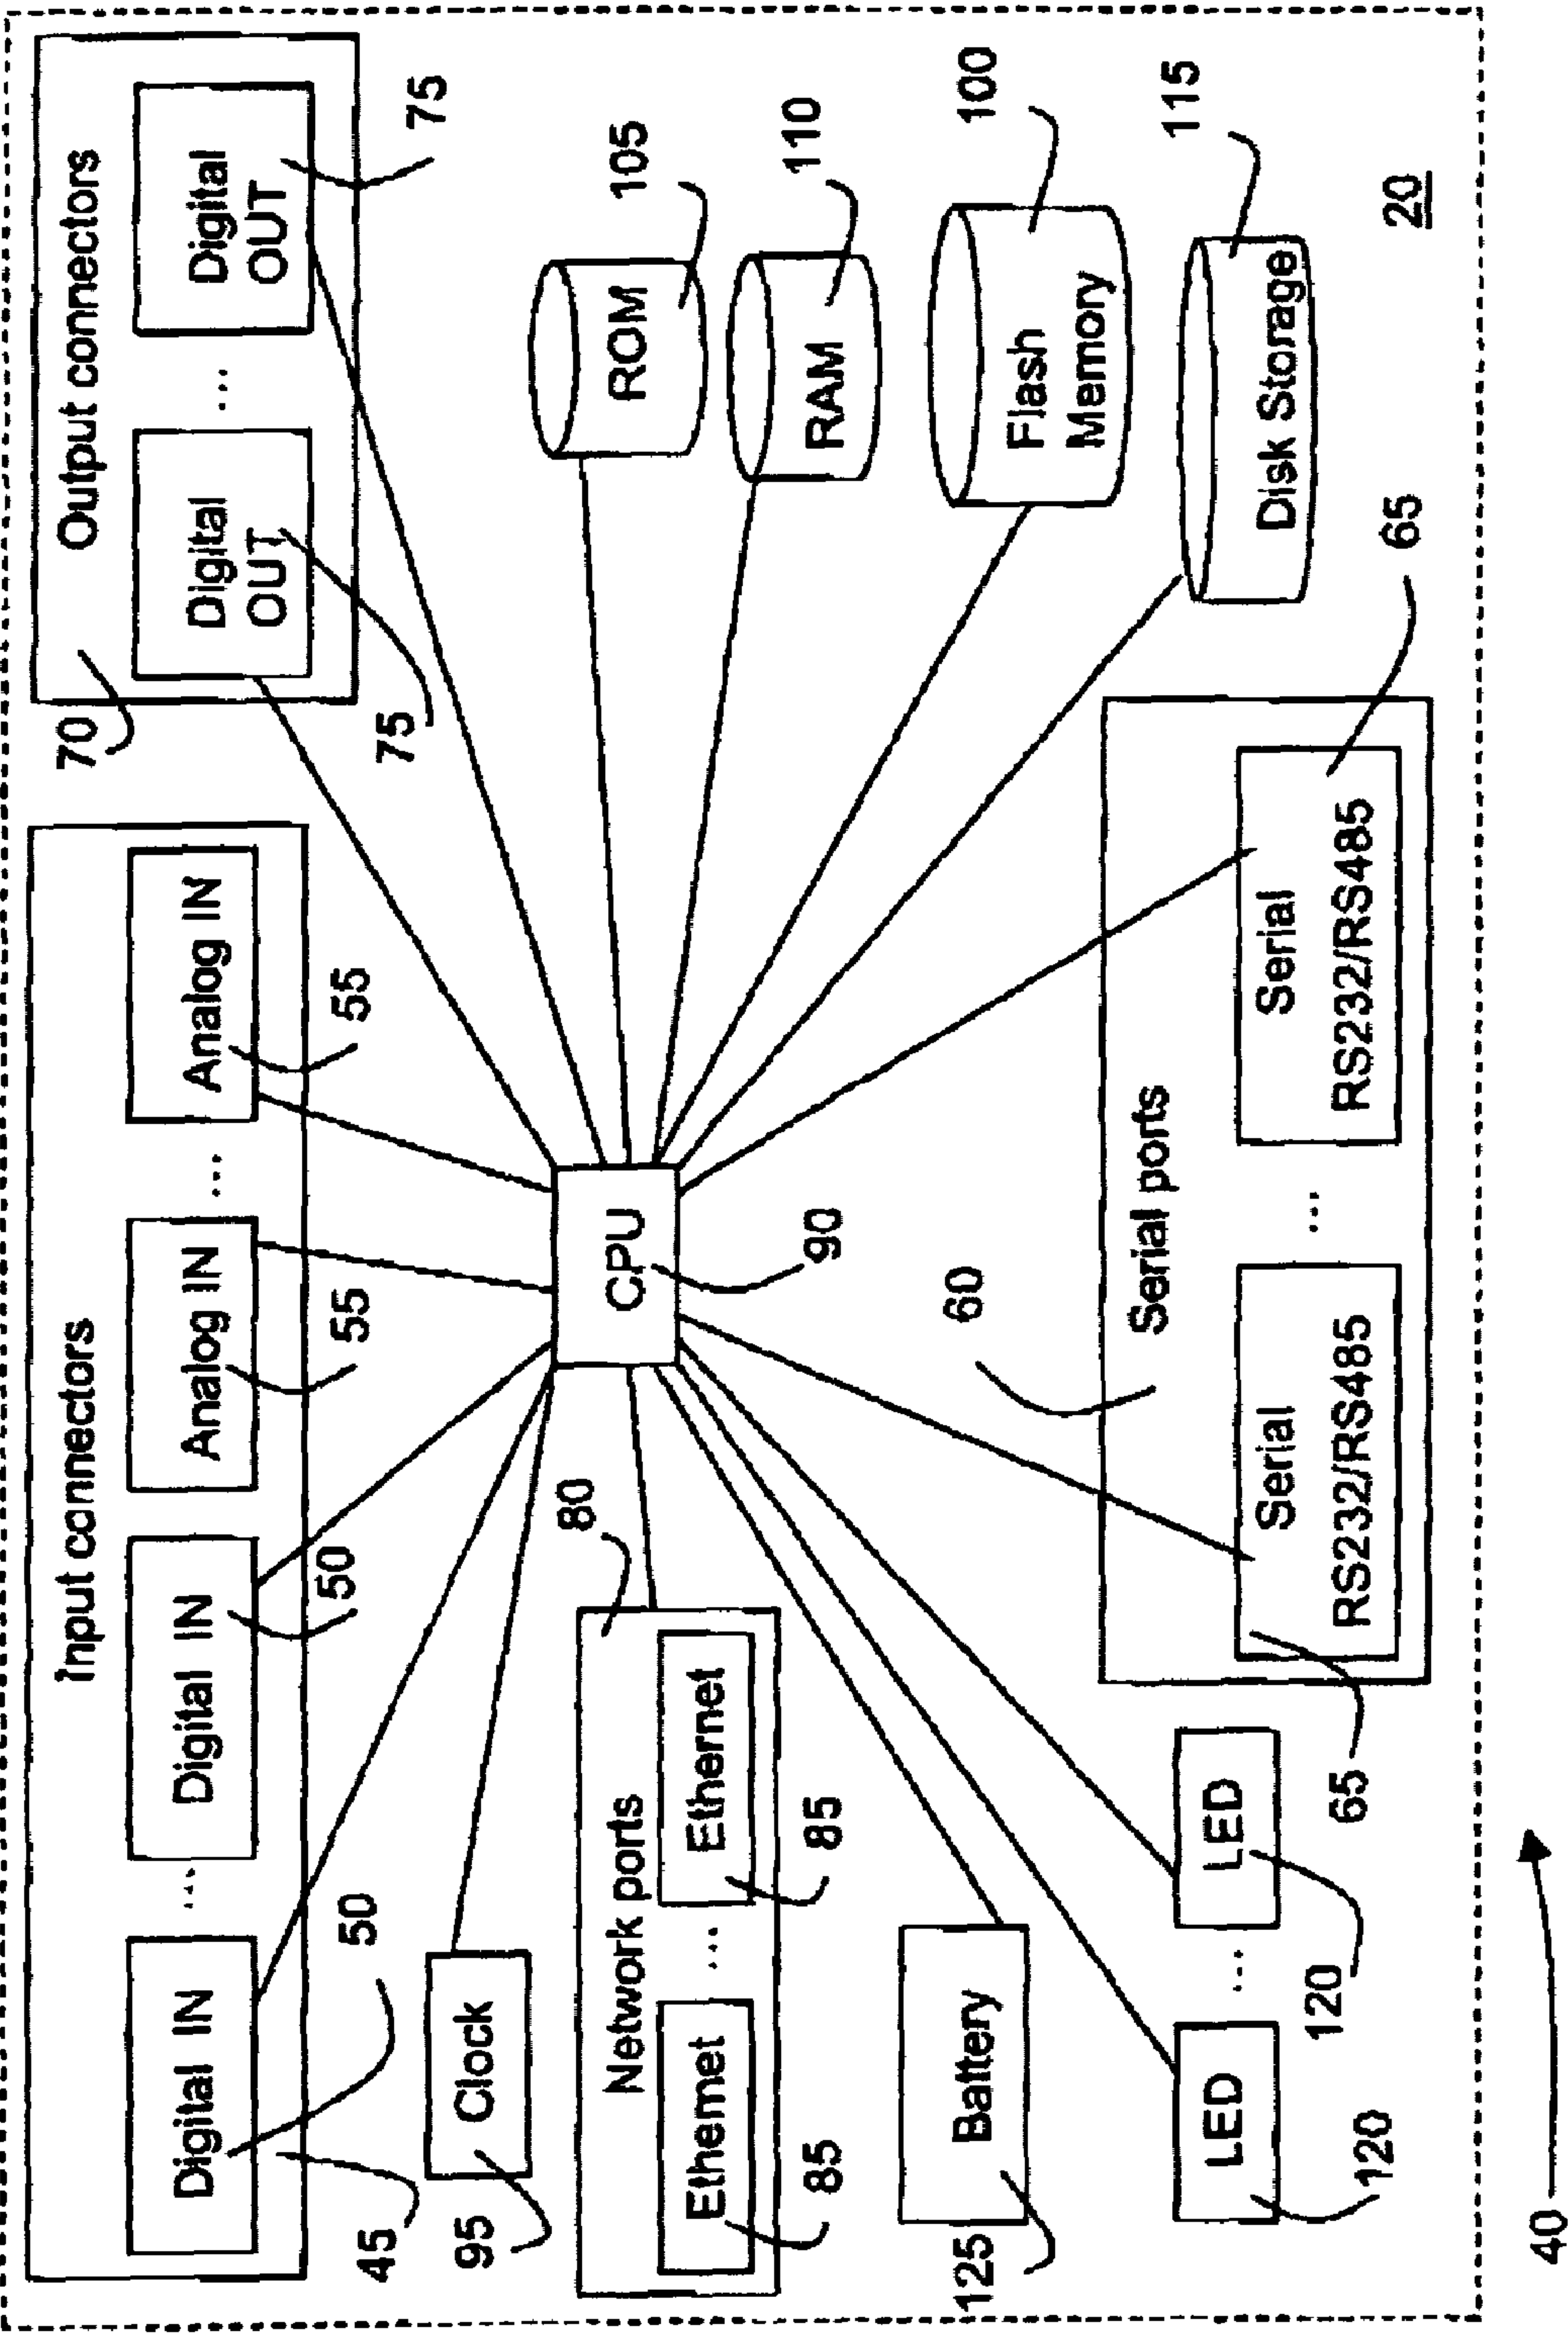 Input connectors
Digital IN
...
Digital IN
Analog IN
...
Analog IN
45
50
50
55
55
Output connectors
Digital
OUT
...
Digital
OUT
70
75
75
Clock
95
Network ports
80
Ethernet
...
Ethernet
85
85
CPU
90
ROM
105
RAM
110
Flash
Memory
100
Disk Storage
115
Battery
125
LED
...
LED
120
120
Serial ports
60
Serial
RS232/RS485
...
Serial
RS232/RS485
65
65
20
40